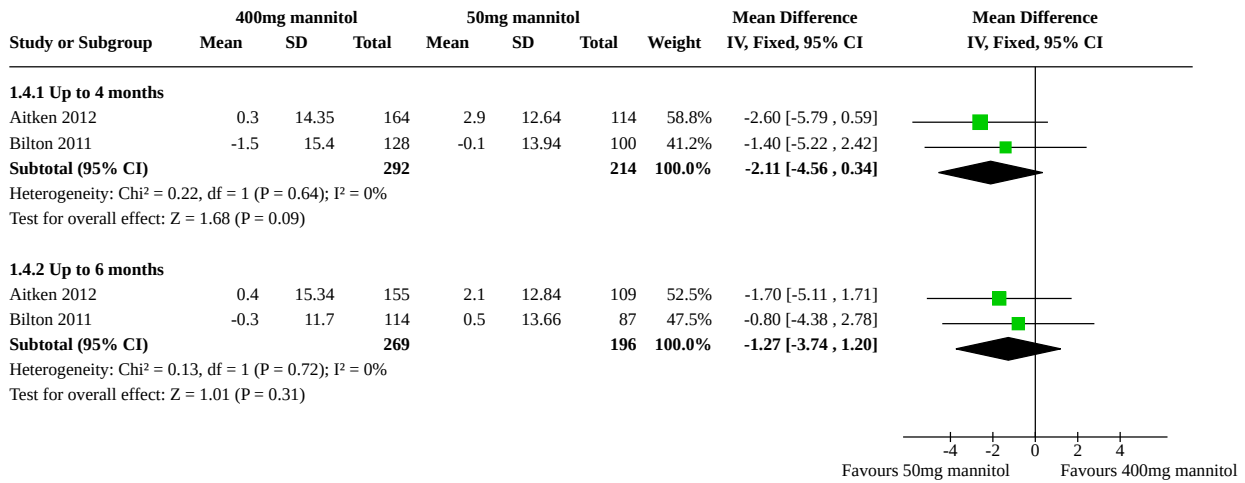 400mg mannitol 50mg mannitol Mean Difference Mean Difference
Study or Subgroup Mean SD Total Mean SD Total Weight IV, Fixed, 95% CI IV, Fixed, 95% CI
1.4.1 Up to 4 months
Aitken 2012 0.3 14.35 164 2.9 12.64 114 58.8% -2.60 [-5.79 , 0.59]
Bilton 2011 -1.5 15.4 128 -0.1 13.94 100 41.2% -1.40 [-5.22 , 2.42]
Subtotal (95% CI) 292 214 100.0% -2.11 [-4.56 , 0.34]
Heterogeneity: Chi² = 0.22, df = 1 (P = 0.64); I² = 0%
Test for overall effect: Z = 1.68 (P = 0.09)
1.4.2 Up to 6 months
Aitken 2012 0.4 15.34 155 2.1 12.84 109 52.5% -1.70 [-5.11 , 1.71]
Bilton 2011 -0.3 11.7 114 0.5 13.66 87 47.5% -0.80 [-4.38 , 2.78]
Subtotal (95% CI) 269 196 100.0% -1.27 [-3.74 , 1.20]
Heterogeneity: Chi² = 0.13, df = 1 (P = 0.72); I² = 0%
Test for overall effect: Z = 1.01 (P = 0.31)
-4 -2 0 2 4
Favours 50mg mannitol Favours 400mg mannitol